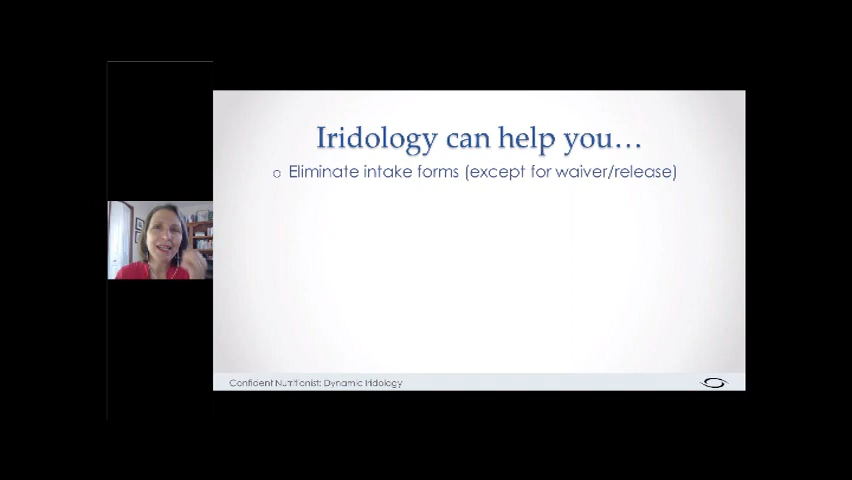 Iridology can help you…
o Eliminate intake forms (except for waiver/release)
Confident Nutritionist: Dynamic Iridology